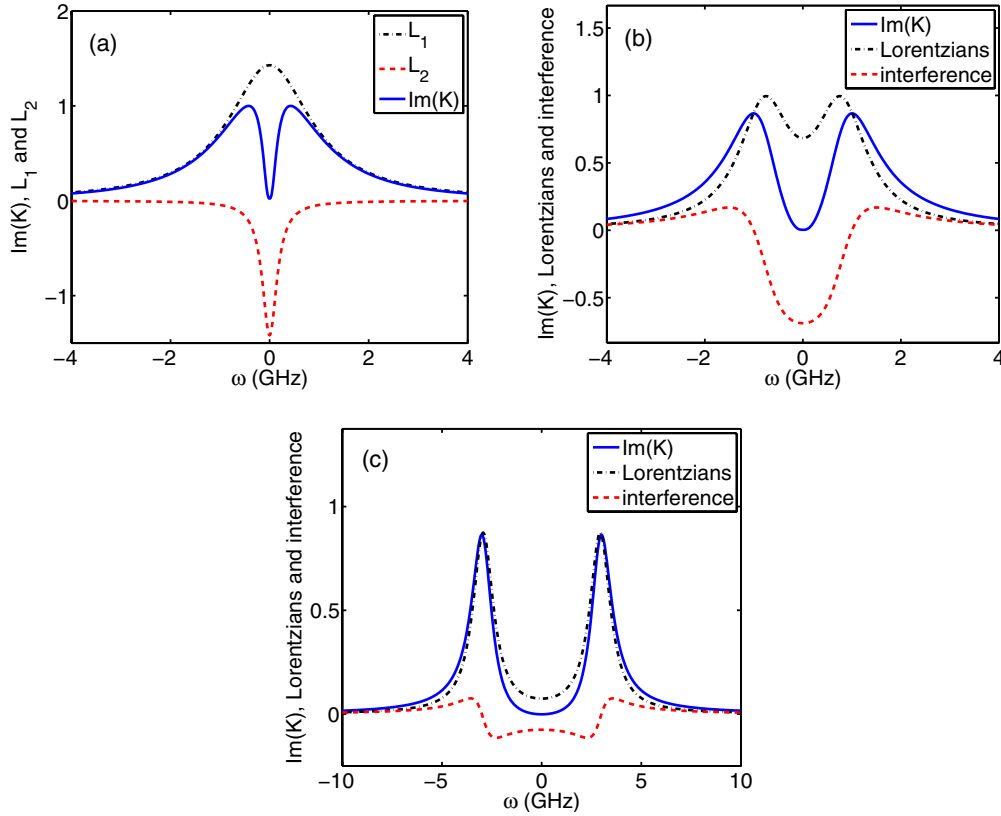 (a)
L1
L2
Im(K)
2
1
0
−1
Im(K), L1 and L2
−4
−2
0
2
4
ω (GHz)
(b)
Im(K)
Lorentzians
interference
1.5
1
0.5
0
−0.5
Im(K), Lorentzians and interference
−4
−2
0
2
4
ω (GHz)
(c)
Im(K)
Lorentzians
interference
1
0.5
0
Im(K), Lorentzians and interference
−10
−5
0
5
10
ω (GHz)